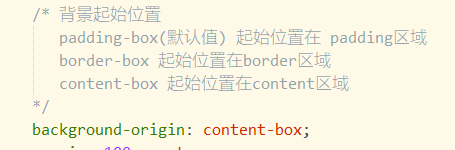 /* 背景起始位置
padding-box(默认值) 起始位置在 padding区域
border-box 起始位置在border区域
content-box 起始位置在content区域
*/
background-origin: content-box;